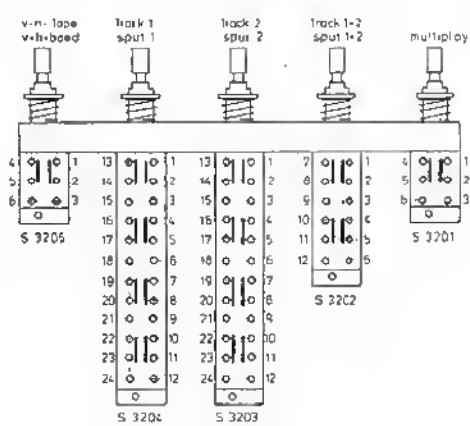 v-n-Tape
v-h-band
Track 1
spur 1
Track 2
spur 2
Track 1-2
spur 1+2
multiplay
4 1
5 2
6 3
S 3205
13 1
14 2
15 3
16 4
17 5
18 6
19 7
20 8
21 9
22 10
23 11
24 12
S 3204
13 1
14 2
15 3
16 4
17 5
18 6
19 7
20 8
21 9
22 10
23 11
24 12
S 3203
7 1
8 2
9 3
10 4
11 5
12 6
S 3202
4 1
5 2
6 3
S 3201